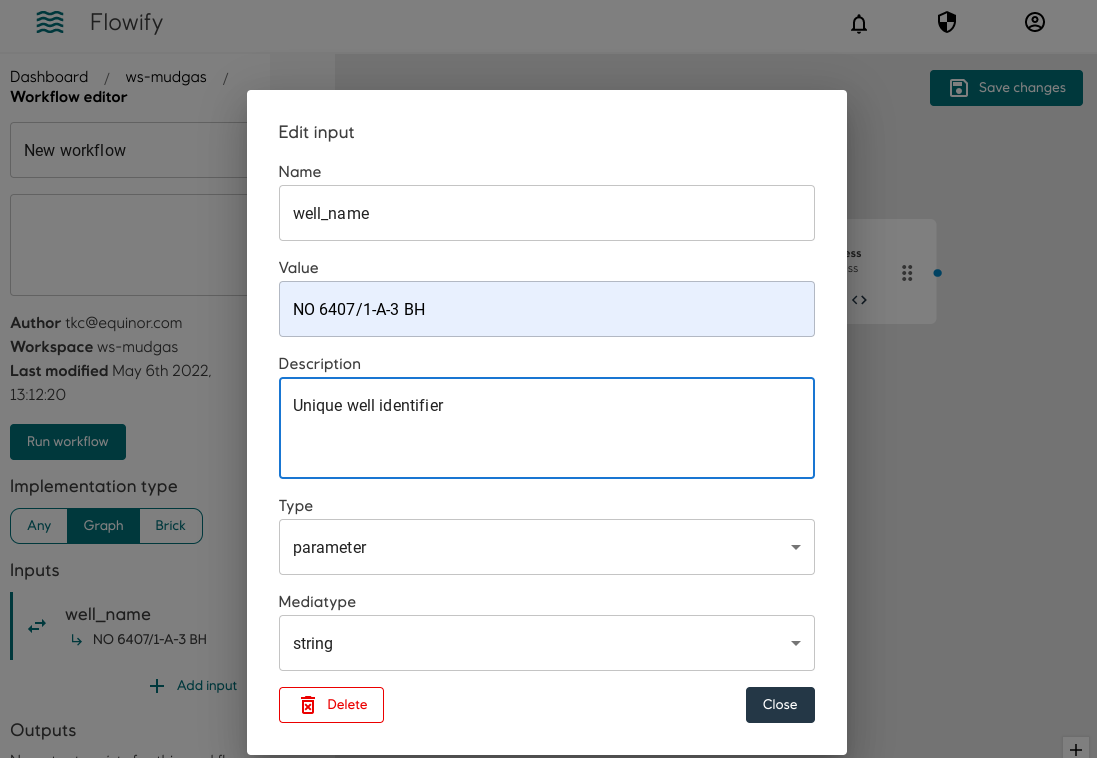 Flowify
Dashboard / ws-mudgas /
Workflow editor
Save changes
New workflow
Author tkc@equinor.com
Workspace ws-mudgas
Last modified May 6th 2022,
13:12:20
Run workflow
Implementation type
Any Graph Brick
Inputs
well_name
NO 6407/1-A-3 BH
Add input
Outputs
Edit input
Name
well_name
Value
NO 6407/1-A-3 BH
Description
Unique well identifier
Type
parameter
Mediatype
string
Delete
Close